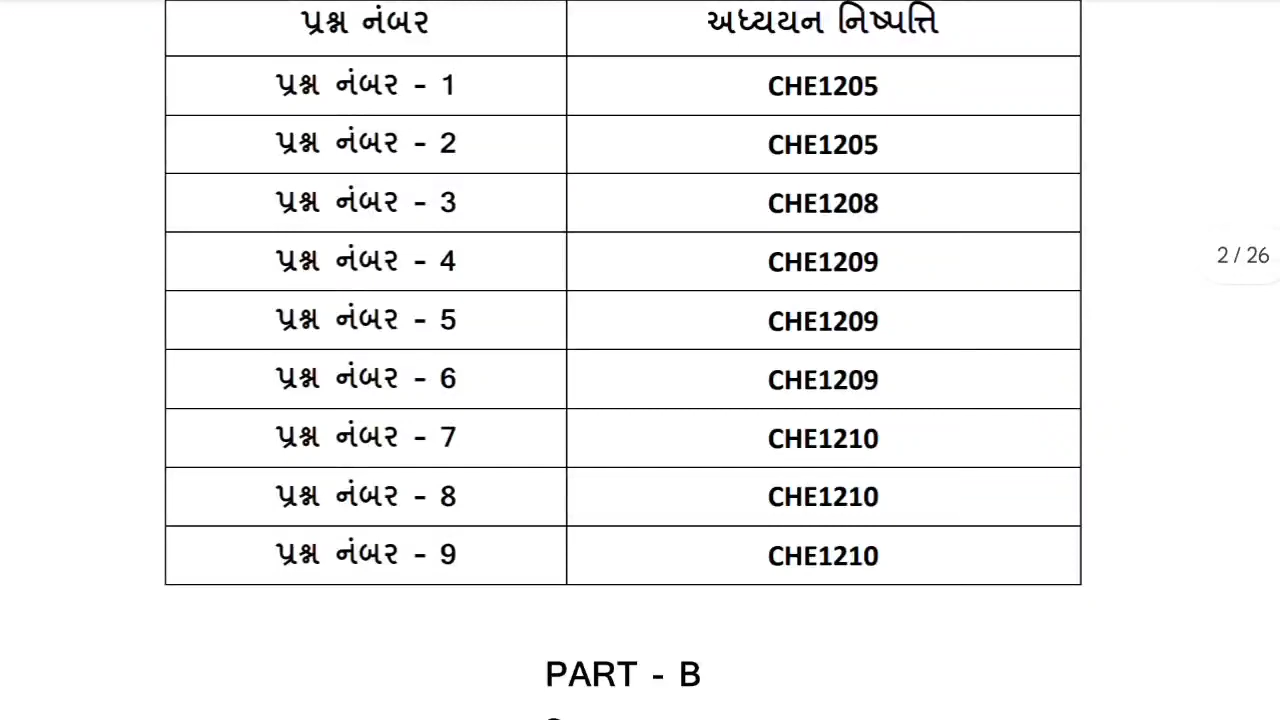 પ્રશ્ન નંબર અધ્યયન નિષ્પત્તિ
પ્રશ્ન નંબર - 1 CHE1205
પ્રશ્ન નંબર - 2 CHE1205
પ્રશ્ન નંબર - 3 CHE1208
પ્રશ્ન નંબર - 4 CHE1209
2 / 26
પ્રશ્ન નંબર - 5 CHE1209
પ્રશ્ન નંબર - 6 CHE1209
પ્રશ્ન નંબર - 7 CHE1210
પ્રશ્ન નંબર - 8 CHE1210
પ્રશ્ન નંબર - 9 CHE1210
PART - B